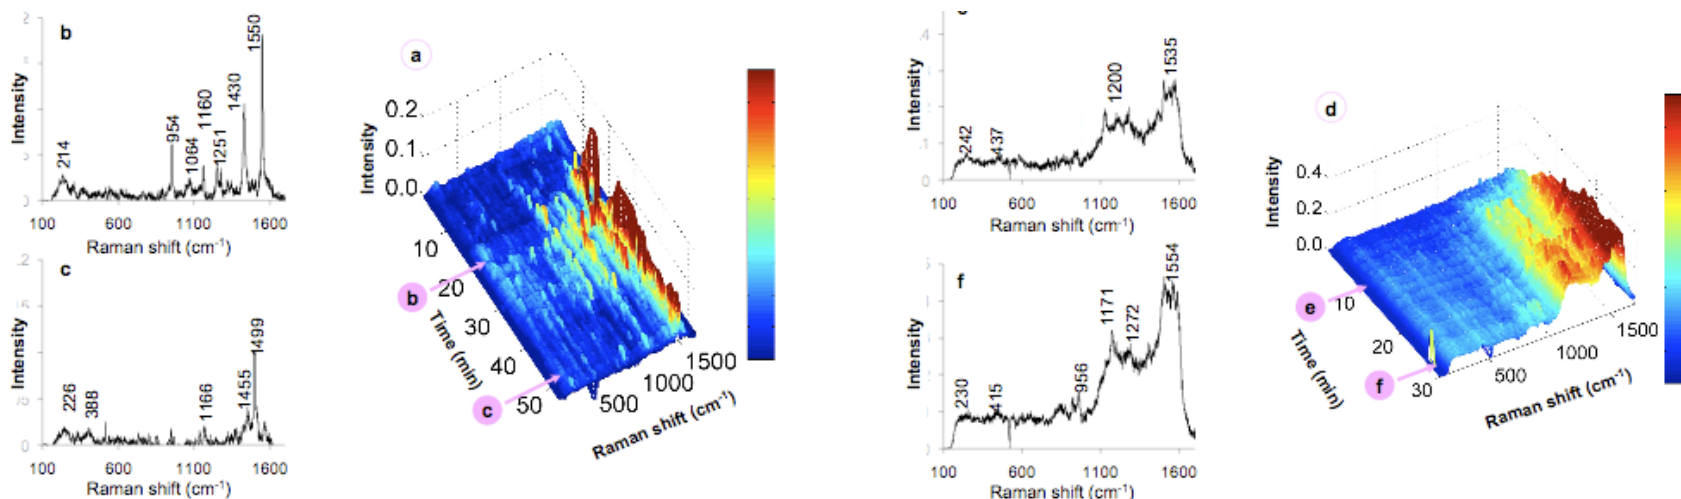 b
Intensity
214
954
1064
1160
1251
1430
1550
100 600 1100 1600
Raman shift (cm-1)
c
Intensity
226
388
1166
1455
1499
100 600 1100 1600
Raman shift (cm-1)
a
Intensity
0.2
0.1
0.0
10
20
30
40
50
Time (min)
500
1000
1500
Raman shift (cm-1)
b
c
Intensity
242
437
1200
1535
100 600 1100 1600
Raman shift (cm-1)
f
Intensity
230
415
956
1171
1272
1554
100 600 1100 1600
Raman shift (cm-1)
d
Intensity
0.4
0.2
0.0
10
20
30
Time (min)
500
1000
1500
Raman shift (cm-1)
e
f